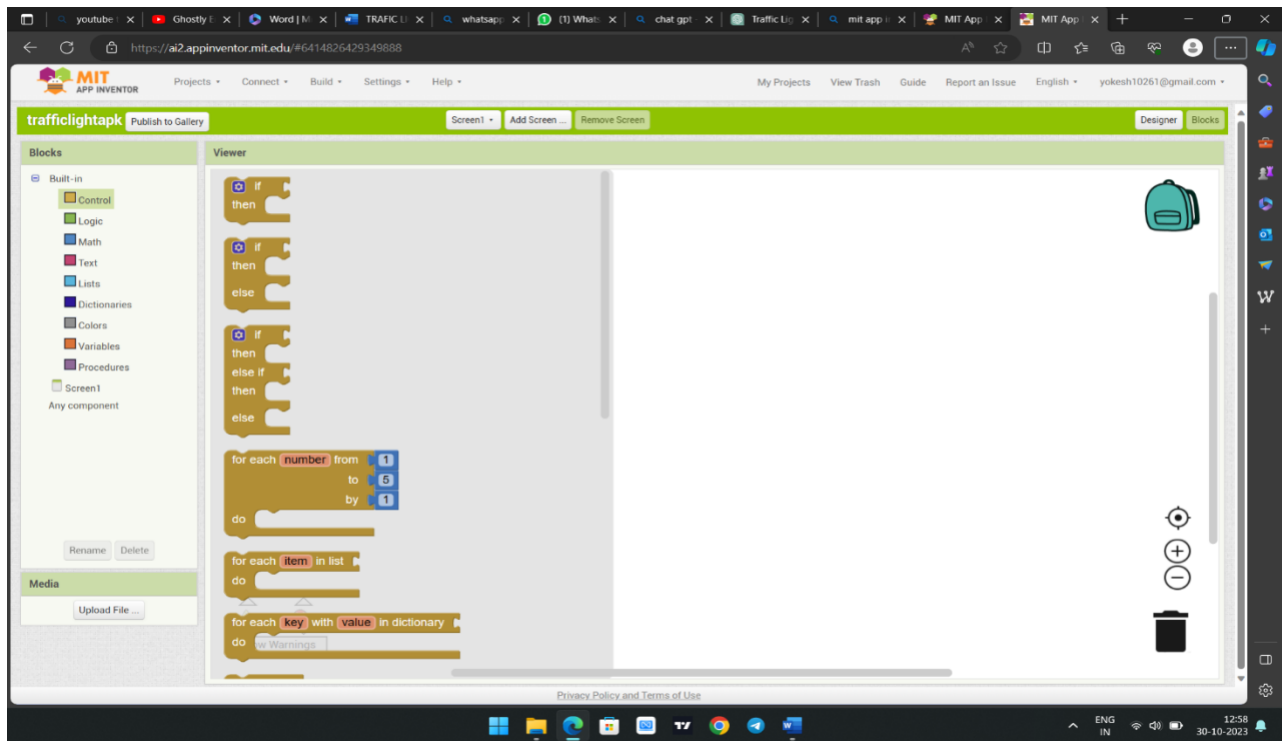 youtube
Ghostly E
Word | M
TRAFIC LI
whatsapp
(1) Whats
chat gpt -
Traffic Lig
mit app i
MIT App
MIT App
https://ai2.appinventor.mit.edu/#6414826429349888
MIT
APP INVENTOR
Projects
Connect
Build
Settings
Help
My Projects
View Trash
Guide
Report an Issue
English
yokesh10261@gmail.com
trafficlightapk
Publish to Gallery
Screen1
Add Screen ...
Remove Screen
Designer
Blocks
Blocks
Viewer
Built-in
Control
Logic
Math
Text
Lists
Dictionaries
Colors
Variables
Procedures
Screen1
Any component
Rename
Delete
Media
Upload File ...
if
then
if
then
else
if
then
else if
then
else
for each number from 1
to 5
by 1
do
for each item in list
do
for each key with value in dictionary
do
ew Warnings
Privacy Policy and Terms of Use
ENG
IN
12:58
30-10-2023